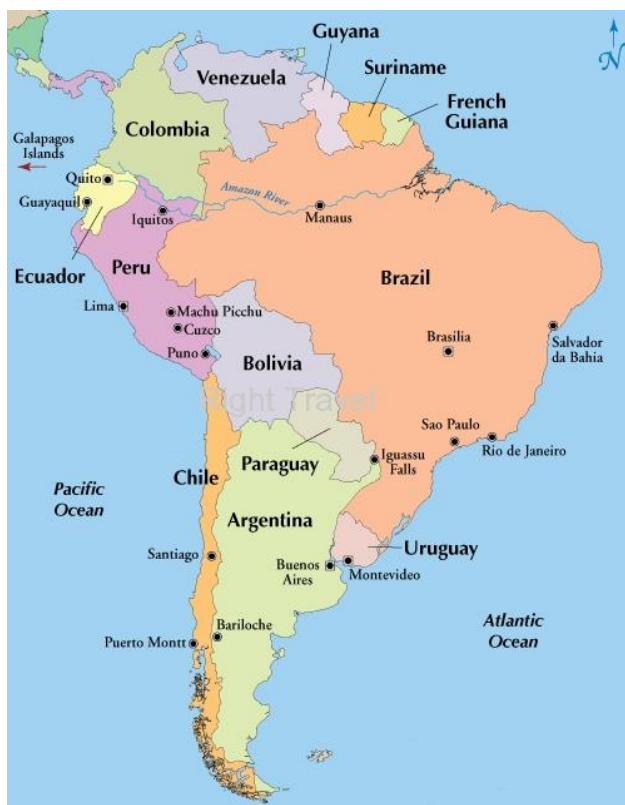 Guyana
N
Suriname
Venezuela
French
Guiana
Colombia
Galapagos
Islands
Quito
Amazon River
Guayaquil
Iquitos
Manaus
Ecuador
Peru
Brazil
Lima
Machu Picchu
Cuzco
Brasilia
Salvador
da Bahia
Puno
Bolivia
Right Travel
Sao Paulo
Rio de Janeiro
Paraguay
Iguassu
Falls
Chile
Pacific
Ocean
Argentina
Santiago
Uruguay
Buenos
Aires
Montevideo
Atlantic
Ocean
Bariloche
Puerto Montt